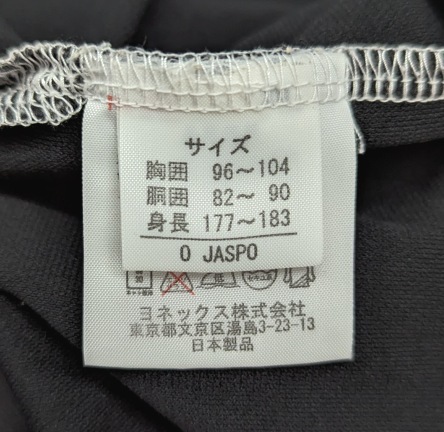 サイズ
胸囲 96～104
胴囲 82～ 90
身長 177～183
O JASPO
ヨネックス株式会社
東京都文京区湯島3-23-13
日本製品